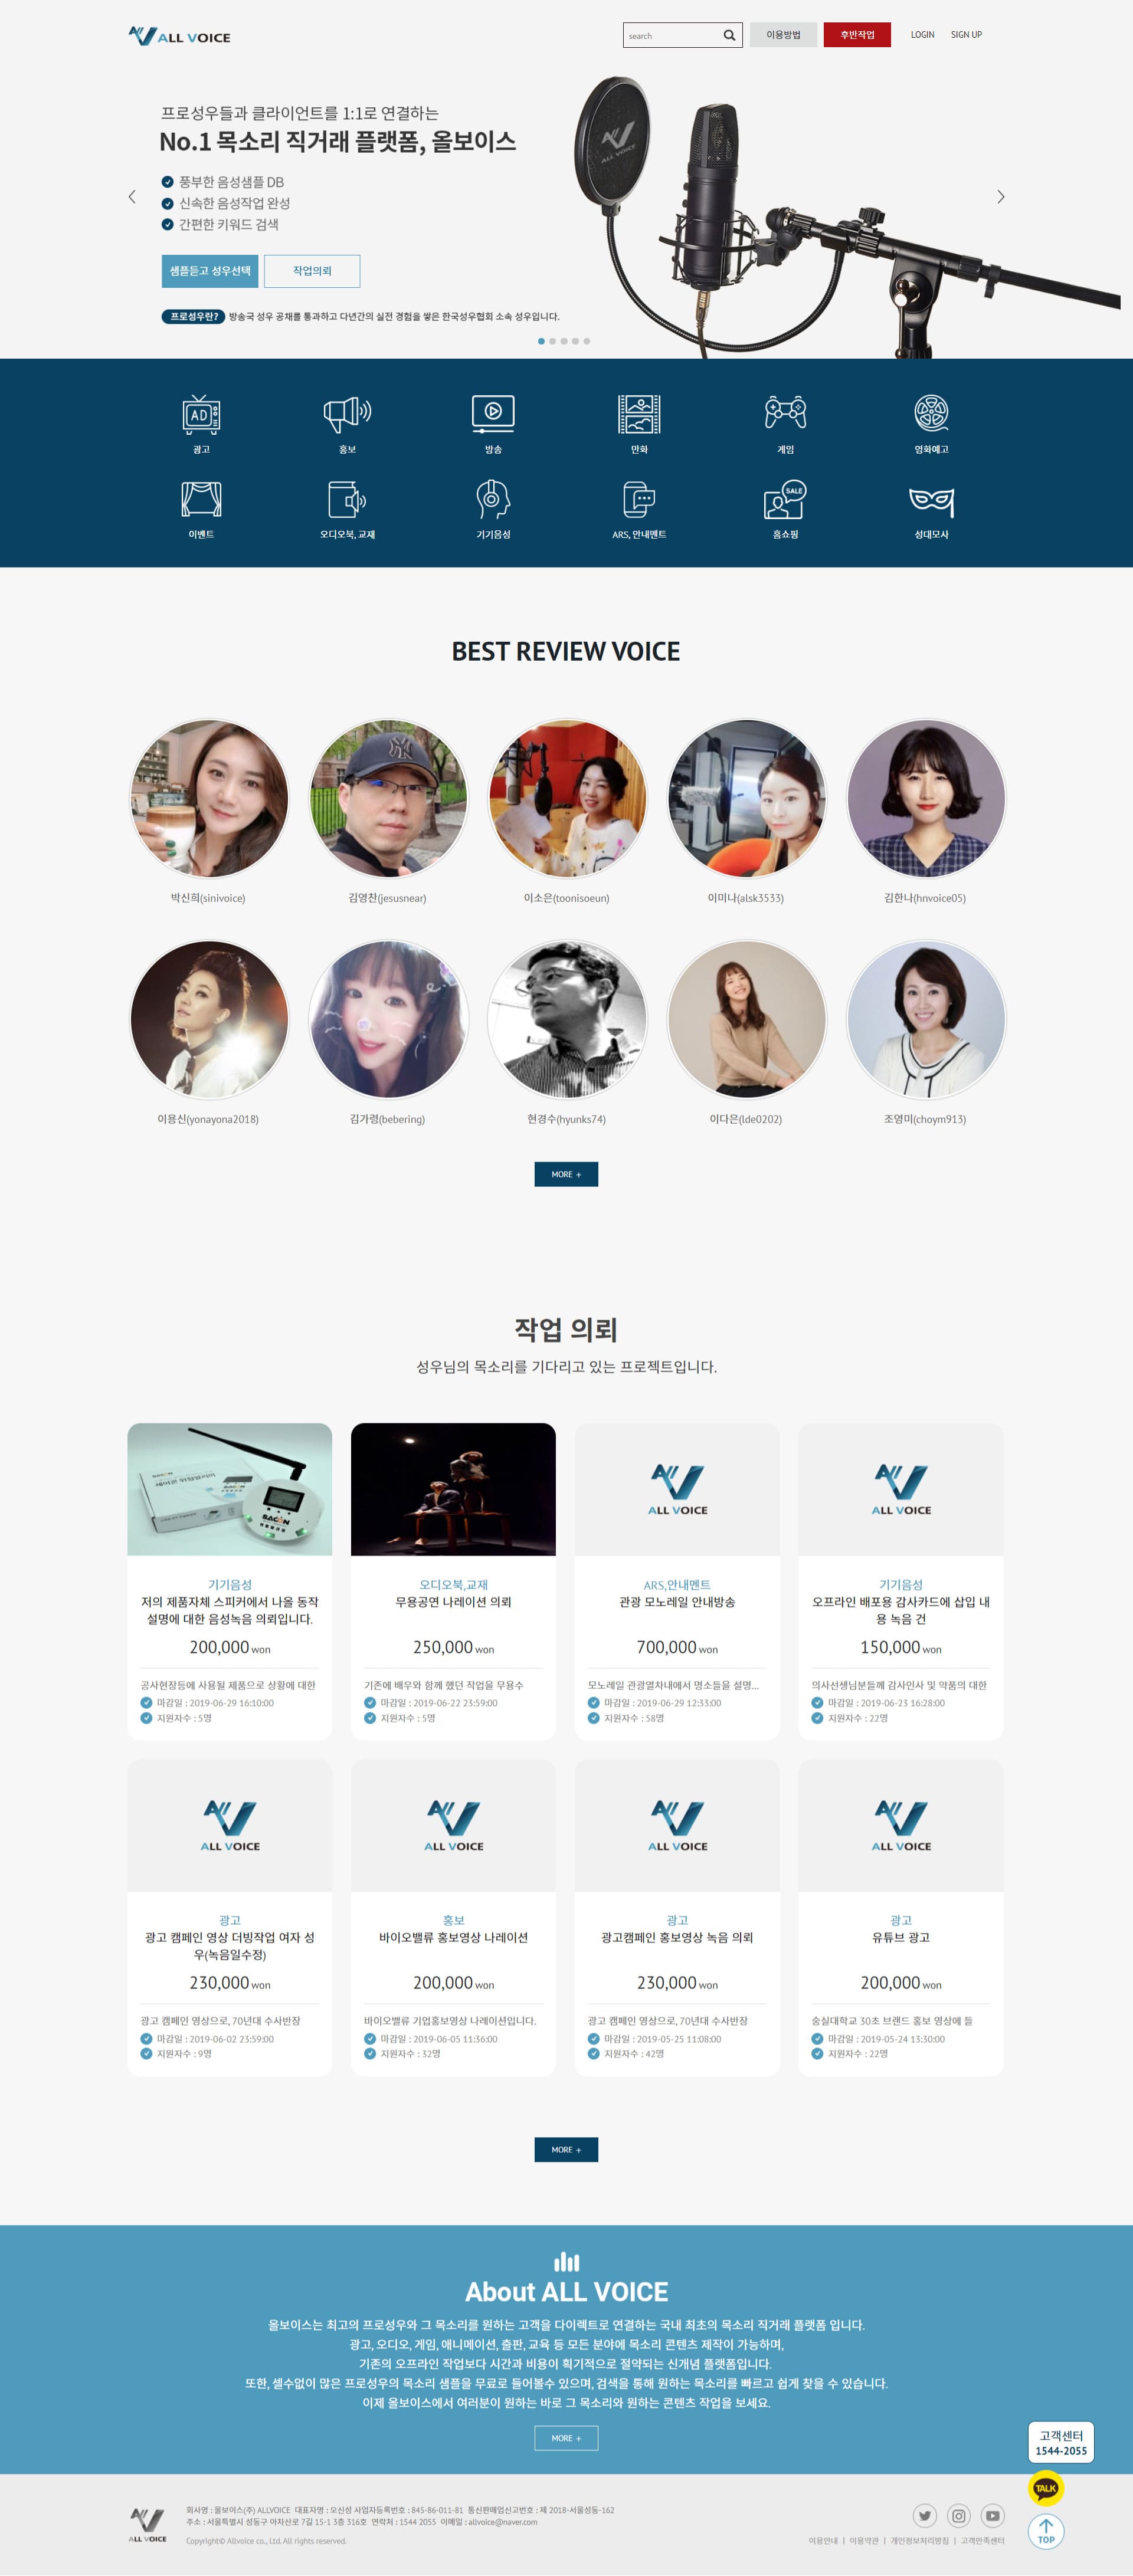 ALL VOICE
search
이용방법
후반작업
LOGIN
SIGN UP
프로성우들과 클라이언트를 1:1로 연결하는
No.1 목소리 직거래 플랫폼, 올보이스
풍부한 음성샘플 DB
신속한 음성작업 완성
간편한 키워드 검색
샘플듣고 성우선택
작업의뢰
프로성우란? 방송국 성우 공채를 통과하고 다년간의 실전 경험을 쌓은 한국성우협회 소속 성우입니다.
ALL VOICE
AD
광고
홍보
방송
만화
게임
영화예고
SALE
이벤트
오디오북, 교재
기기음성
ARS, 안내멘트
홈쇼핑
성대모사
BEST REVIEW VOICE
박신희(sinivoice)
김영찬(jesusnear)
이소은(toonisoeun)
이미나(alsk3533)
김한나(hnvoice05)
이용신(yonayona2018)
김가령(bebering)
현경수(hyunks74)
이다은(lde0202)
조영미(choym913)
MORE +
작업 의뢰
성우님의 목소리를 기다리고 있는 프로젝트입니다.
SACON
기기음성
저의 제품자체 스피커에서 나올 동작
설명에 대한 음성녹음 의뢰입니다.
200,000 won
공사현장등에 사용될 제품으로 상황에 대한
마감일 : 2019-06-29 16:10:00
지원자수 : 5명
오디오북,교재
무용공연 나레이션 의뢰
250,000 won
기존에 배우와 함께 했던 작업을 무용수
마감일 : 2019-06-22 23:59:00
지원자수 : 5명
ALL VOICE
ARS,안내멘트
관광 모노레일 안내방송
700,000 won
모노레일 관광열차내에서 명소들을 설명...
마감일 : 2019-06-29 12:33:00
지원자수 : 58명
ALL VOICE
기기음성
오프라인 배포용 감사카드에 삽입 내
용 녹음 건
150,000 won
의사선생님분들께 감사인사 및 약품의 대한
마감일 : 2019-06-23 16:28:00
지원자수 : 22명
ALL VOICE
광고
광고 캠페인 영상 더빙작업 여자 성
우(녹음일수정)
230,000 won
광고 캠페인 영상으로, 70년대 수사반장
마감일 : 2019-06-02 23:59:00
지원자수 : 9명
ALL VOICE
홍보
바이오밸류 홍보영상 나레이션
200,000 won
바이오밸류 기업홍보영상 나레이션입니다.
마감일 : 2019-06-05 11:36:00
지원자수 : 32명
ALL VOICE
광고
광고캠페인 홍보영상 녹음 의뢰
230,000 won
광고 캠페인 영상으로, 70년대 수사반장
마감일 : 2019-05-25 11:08:00
지원자수 : 42명
ALL VOICE
광고
유튜브 광고
200,000 won
숭실대학교 30초 브랜드 홍보 영상에 들
마감일 : 2019-05-24 13:30:00
지원자수 : 22명
MORE +
About ALL VOICE
올보이스는 최고의 프로성우와 그 목소리를 원하는 고객을 다이렉트로 연결하는 국내 최초의 목소리 직거래 플랫폼 입니다.
광고, 오디오, 게임, 애니메이션, 출판, 교육 등 모든 분야에 목소리 콘텐츠 제작이 가능하며,
기존의 오프라인 작업보다 시간과 비용이 획기적으로 절약되는 신개념 플랫폼입니다.
또한, 셀수없이 많은 프로성우의 목소리 샘플을 무료로 들어볼수 있으며, 검색을 통해 원하는 목소리를 빠르고 쉽게 찾을 수 있습니다.
이제 올보이스에서 여러분이 원하는 바로 그 목소리와 원하는 콘텐츠 작업을 보세요.
MORE +
고객센터
1544-2055
TALK
TOP
ALL VOICE
회사명 : 올보이스(주) ALLVOICE 대표자명 : 오신성 사업자등록번호 : 845-86-011-81 통신판매업신고번호 : 제 2018-서울성동-162
주소 : 서울특별시 성동구 아차산로 7길 15-1 3층 316호 연락처 : 1544 2055 이메일 : allvoice@naver.com
Copyright© Allvoice co., Ltd. All rights reserved.
이용안내 | 이용약관 | 개인정보처리방침 | 고객만족센터